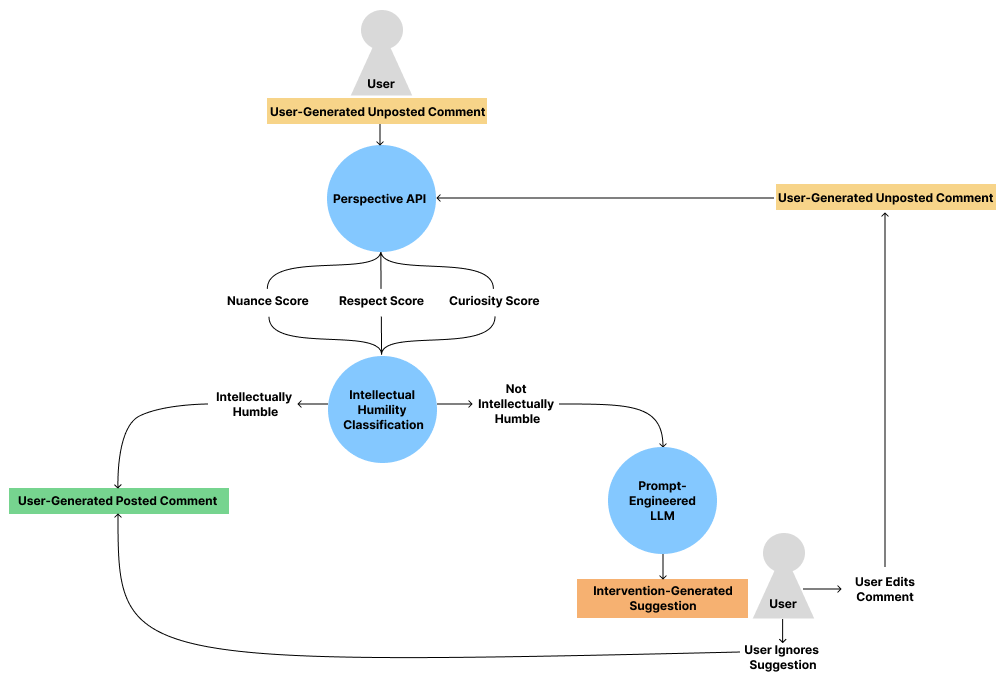 User
User-Generated Unposted Comment
Perspective API
User-Generated Unposted Comment
Nuance Score
Respect Score
Curiosity Score
Intellectually
Humble
Intellectual
Humility
Classification
Not
Intellectually
Humble
User-Generated Posted Comment
Prompt-
Engineered
LLM
Intervention-Generated
Suggestion
User
User Edits
Comment
User Ignores
Suggestion